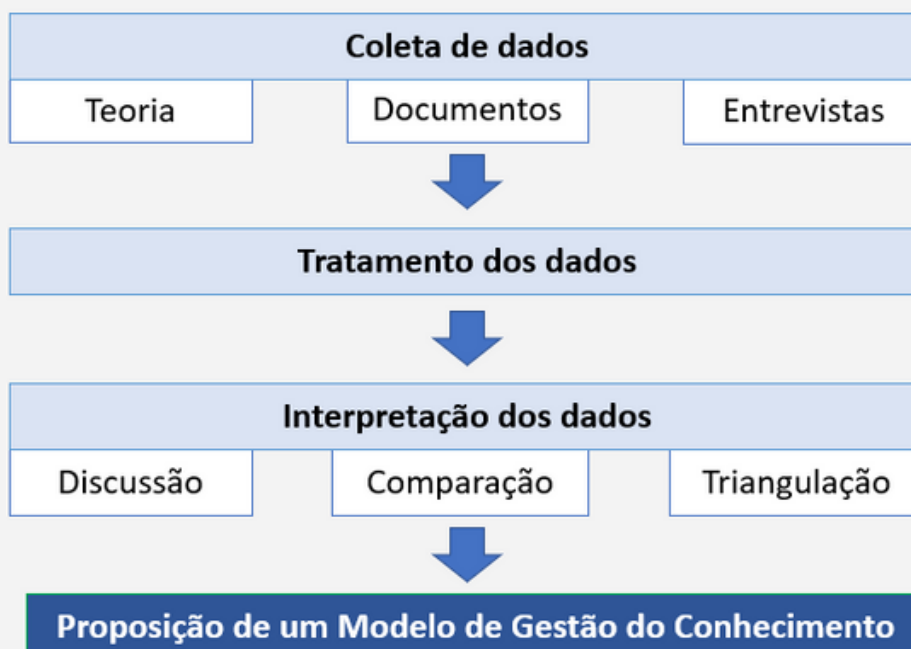 Coleta de dados
Teoria
Documentos
Entrevistas
Tratamento dos dados
Interpretação dos dados
Discussão
Comparação
Triangulação
Proposição de um Modelo de Gestão do Conhecimento